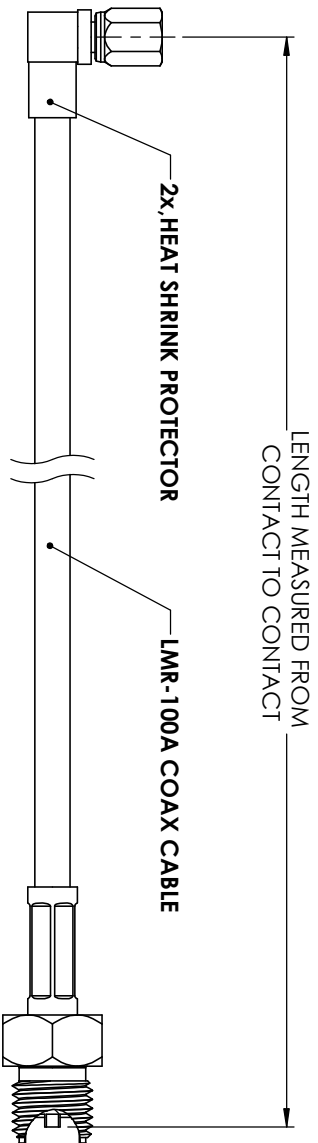 LENGTH MEASURED FROM
CONTACT TO CONTACT
2x,HEAT SHRINK PROTECTOR
LMR-100A COAX CABLE